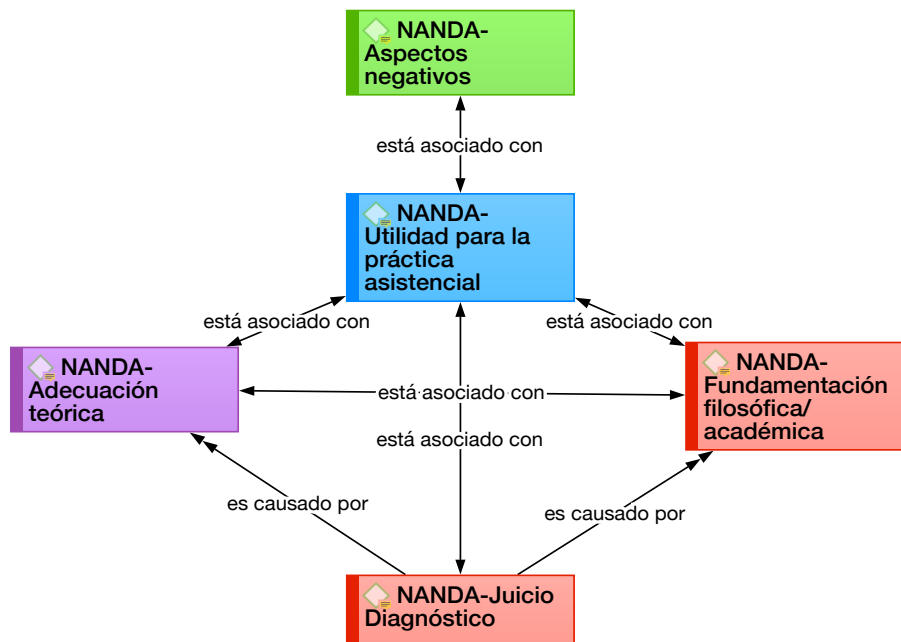 NANDA-
Aspectos
negativos
está asociado con
NANDA-
Utilidad para la
práctica
asistencial
está asociado con
está asociado con
NANDA-
Adecuación
teórica
está asociado con
NANDA-
Fundamentación
filosófica/
académica
está asociado con
es causado por
es causado por
NANDA-Juicio
Diagnóstico